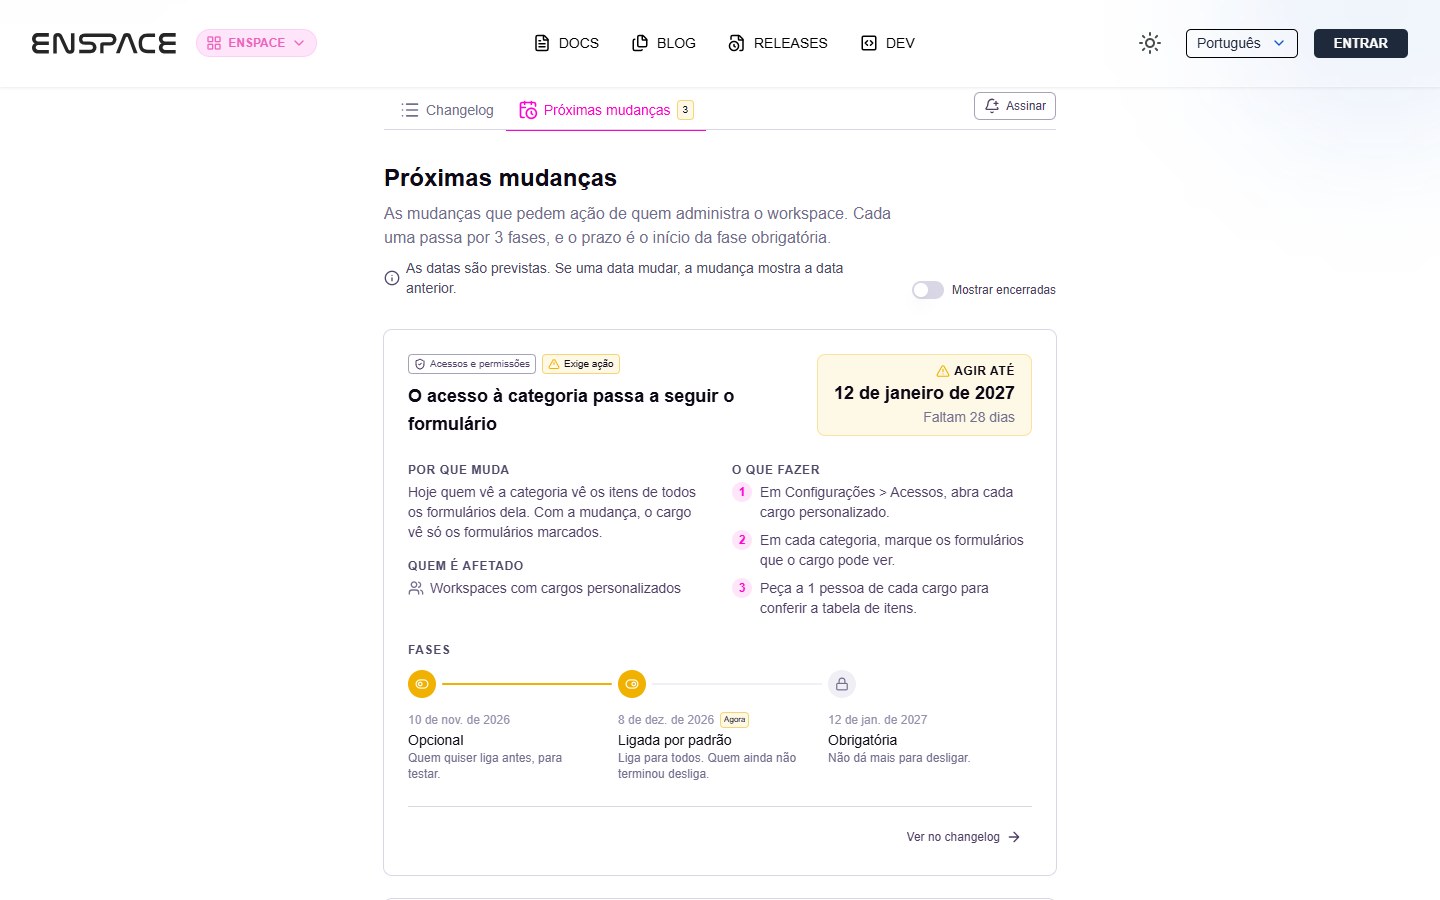 ENSPACE
ENSPACE
DOCS
BLOG
RELEASES
DEV
Português
ENTRAR
Changelog
Próximas mudanças
3
Assinar
Próximas mudanças
As mudanças que pedem ação de quem administra o workspace. Cada
uma passa por 3 fases, e o prazo é o início da fase obrigatória.
As datas são previstas. Se uma data mudar, a mudança mostra a data
anterior.
Mostrar encerradas
Acessos e permissões
Exige ação
O acesso à categoria passa a seguir o
formulário
AGIR ATÉ
12 de janeiro de 2027
Faltam 28 dias
POR QUE MUDA
Hoje quem vê a categoria vê os itens de todos
os formulários dela. Com a mudança, o cargo
vê só os formulários marcados.
QUEM É AFETADO
Workspaces com cargos personalizados
O QUE FAZER
1 Em Configurações > Acessos, abra cada
cargo personalizado.
2 Em cada categoria, marque os formulários
que o cargo pode ver.
3 Peça a 1 pessoa de cada cargo para
conferir a tabela de itens.
FASES
10 de nov. de 2026
Opcional
Quem quiser liga antes, para
testar.
8 de dez. de 2026 Agora
Ligada por padrão
Liga para todos. Quem ainda não
terminou desliga.
12 de jan. de 2027
Obrigatória
Não dá mais para desligar.
Ver no changelog